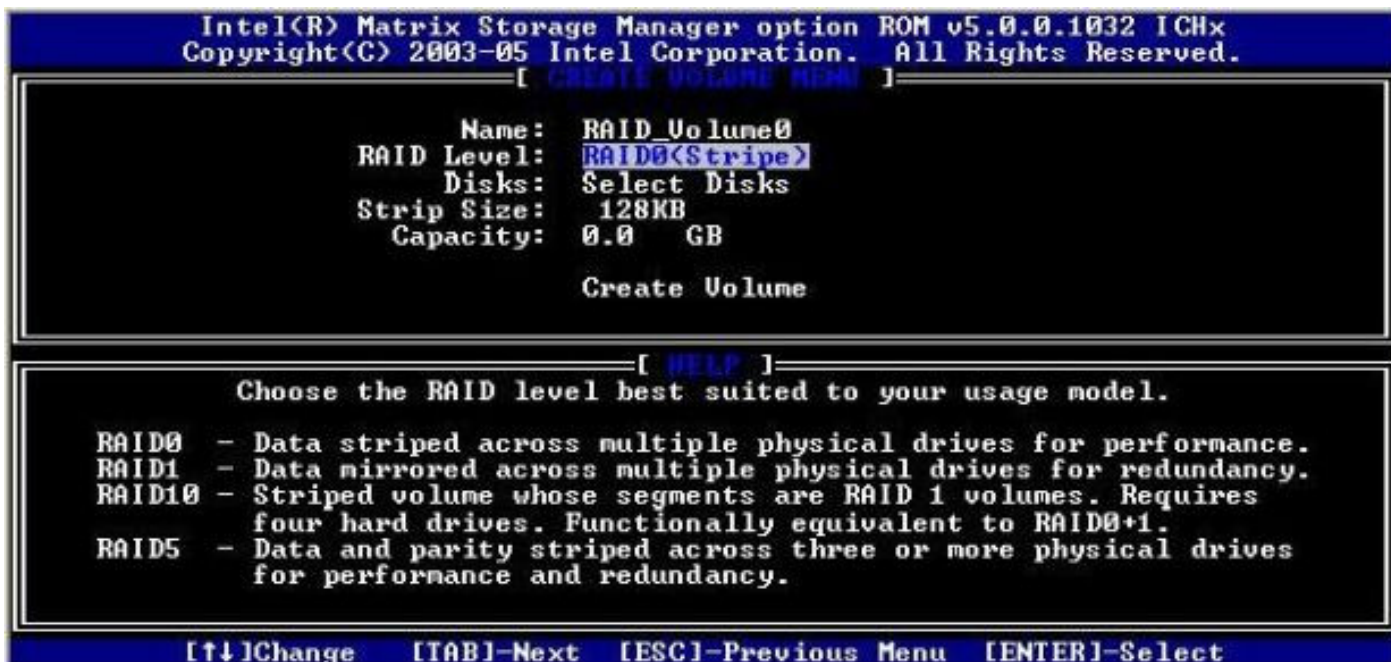 Intel(R) Matrix Storage Manager option ROM v5.0.0.1032 ICHx
Copyright(C) 2003-05 Intel Corporation. All Rights Reserved.
[ CREATE VOLUME MENU ]
Name: RAID_Volume0
RAID Level: RAID0(Stripe)
Disks: Select Disks
Strip Size: 128KB
Capacity: 0.0 GB
Create Volume
[ HELP ]
Choose the RAID level best suited to your usage model.
RAID0 - Data striped across multiple physical drives for performance.
RAID1 - Data mirrored across multiple physical drives for redundancy.
RAID10 - Striped volume whose segments are RAID 1 volumes. Requires
four hard drives. Functionally equivalent to RAID0+1.
RAID5 - Data and parity striped across three or more physical drives
for performance and redundancy.
[↑↓]Change [TAB]-Next [ESC]-Previous Menu [ENTER]-Select